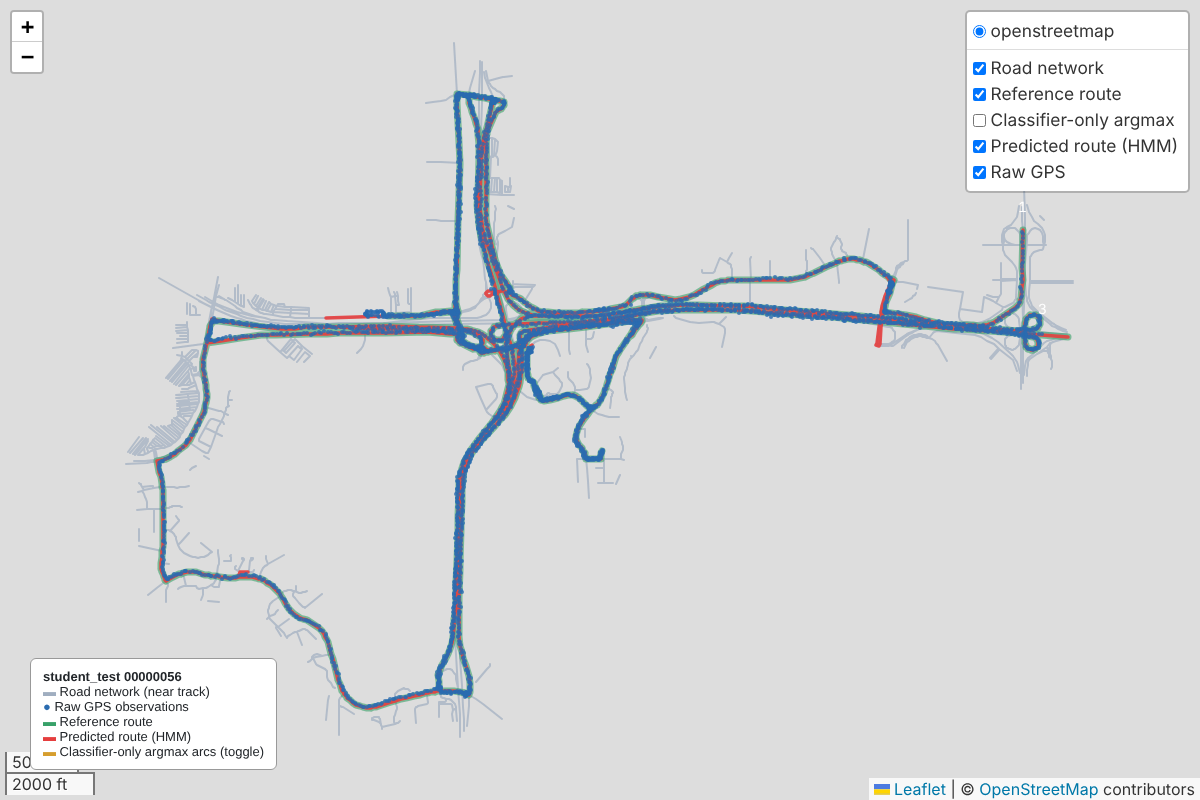 +
−
openstreetmap
Road network
Reference route
Classifier-only argmax
Predicted route (HMM)
Raw GPS
1
3
student_test 00000056
Road network (near track)
Raw GPS observations
Reference route
Predicted route (HMM)
Classifier-only argmax arcs (toggle)
2000 ft
Leaflet | © OpenStreetMap contributors